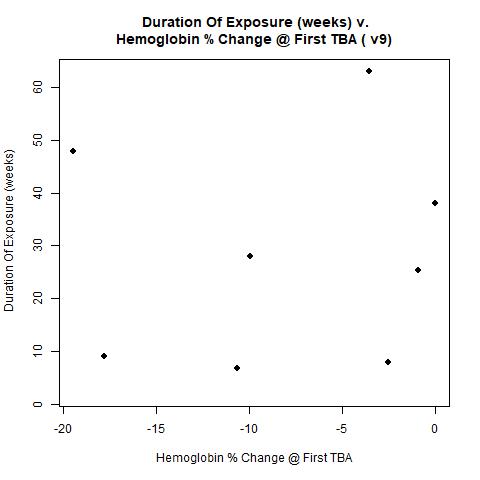 Duration Of Exposure (weeks) v.
Hemoglobin % Change @ First TBA ( v9)
Duration Of Exposure (weeks)
60
50
40
30
20
10
0
-20 -15 -10 -5 0
Hemoglobin % Change @ First TBA